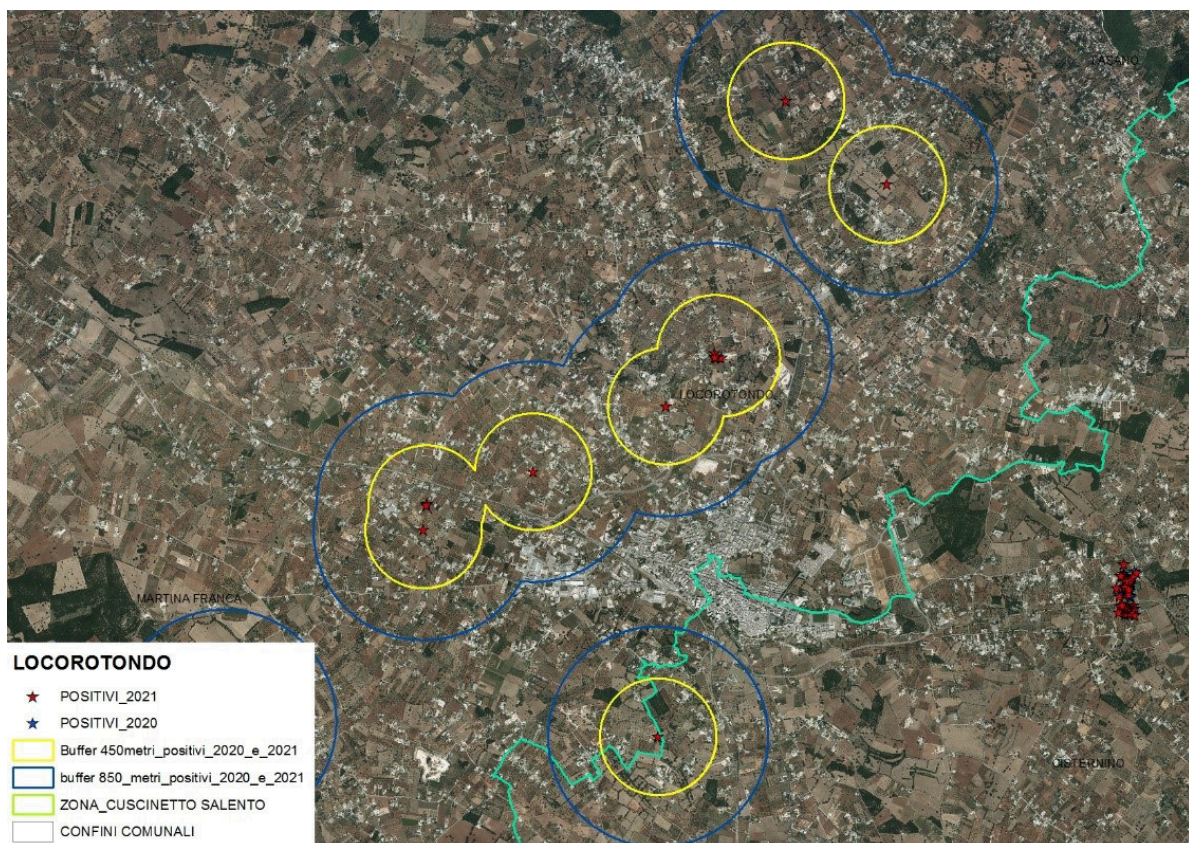 FASANO
LOCOROTONDO
MARTINA FRANCA
CISTERNINO
LOCOROTONDO
POSITIVI_2021
POSITIVI_2020
Buffer 450metri_positivi_2020_e_2021
buffer 850_metri_positivi_2020_e_2021
ZONA_CUSCINETTO SALENTO
CONFINI COMUNALI